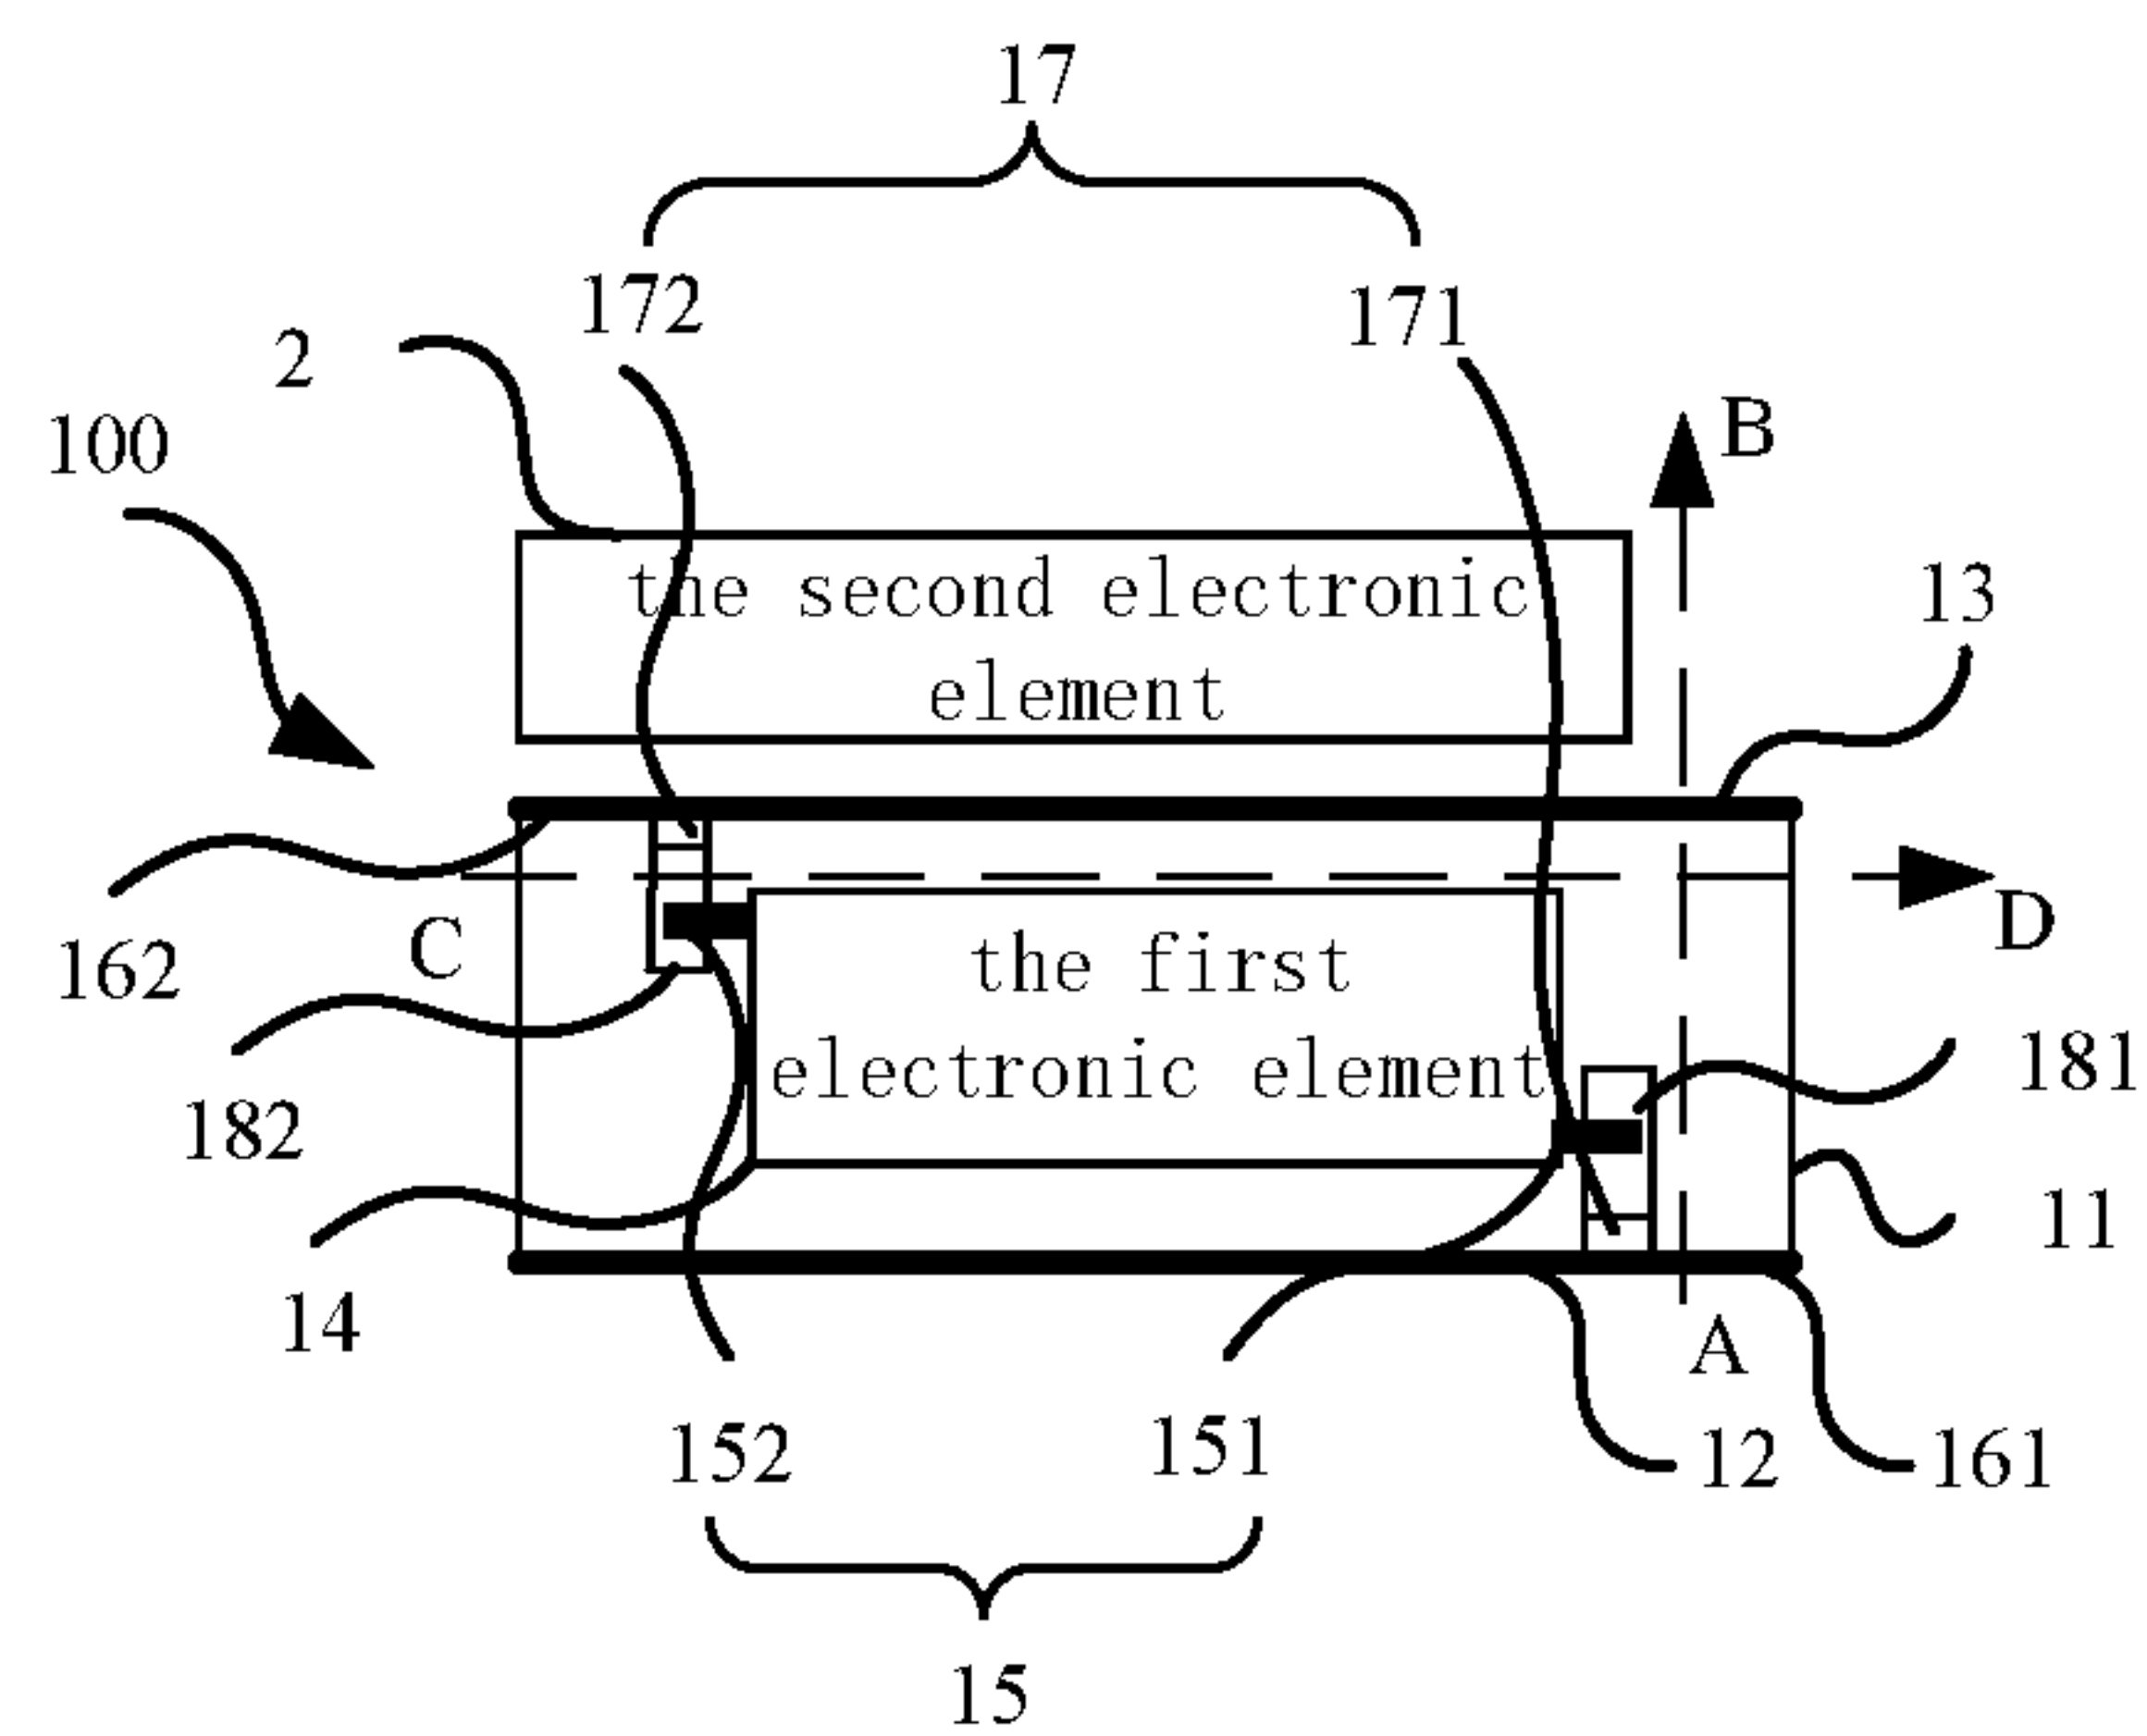 17
172
171
2
100
B
the second electronic
element
13
C
D
162
the first
electronic element
181
182
11
14
A
152
151
12
161
15